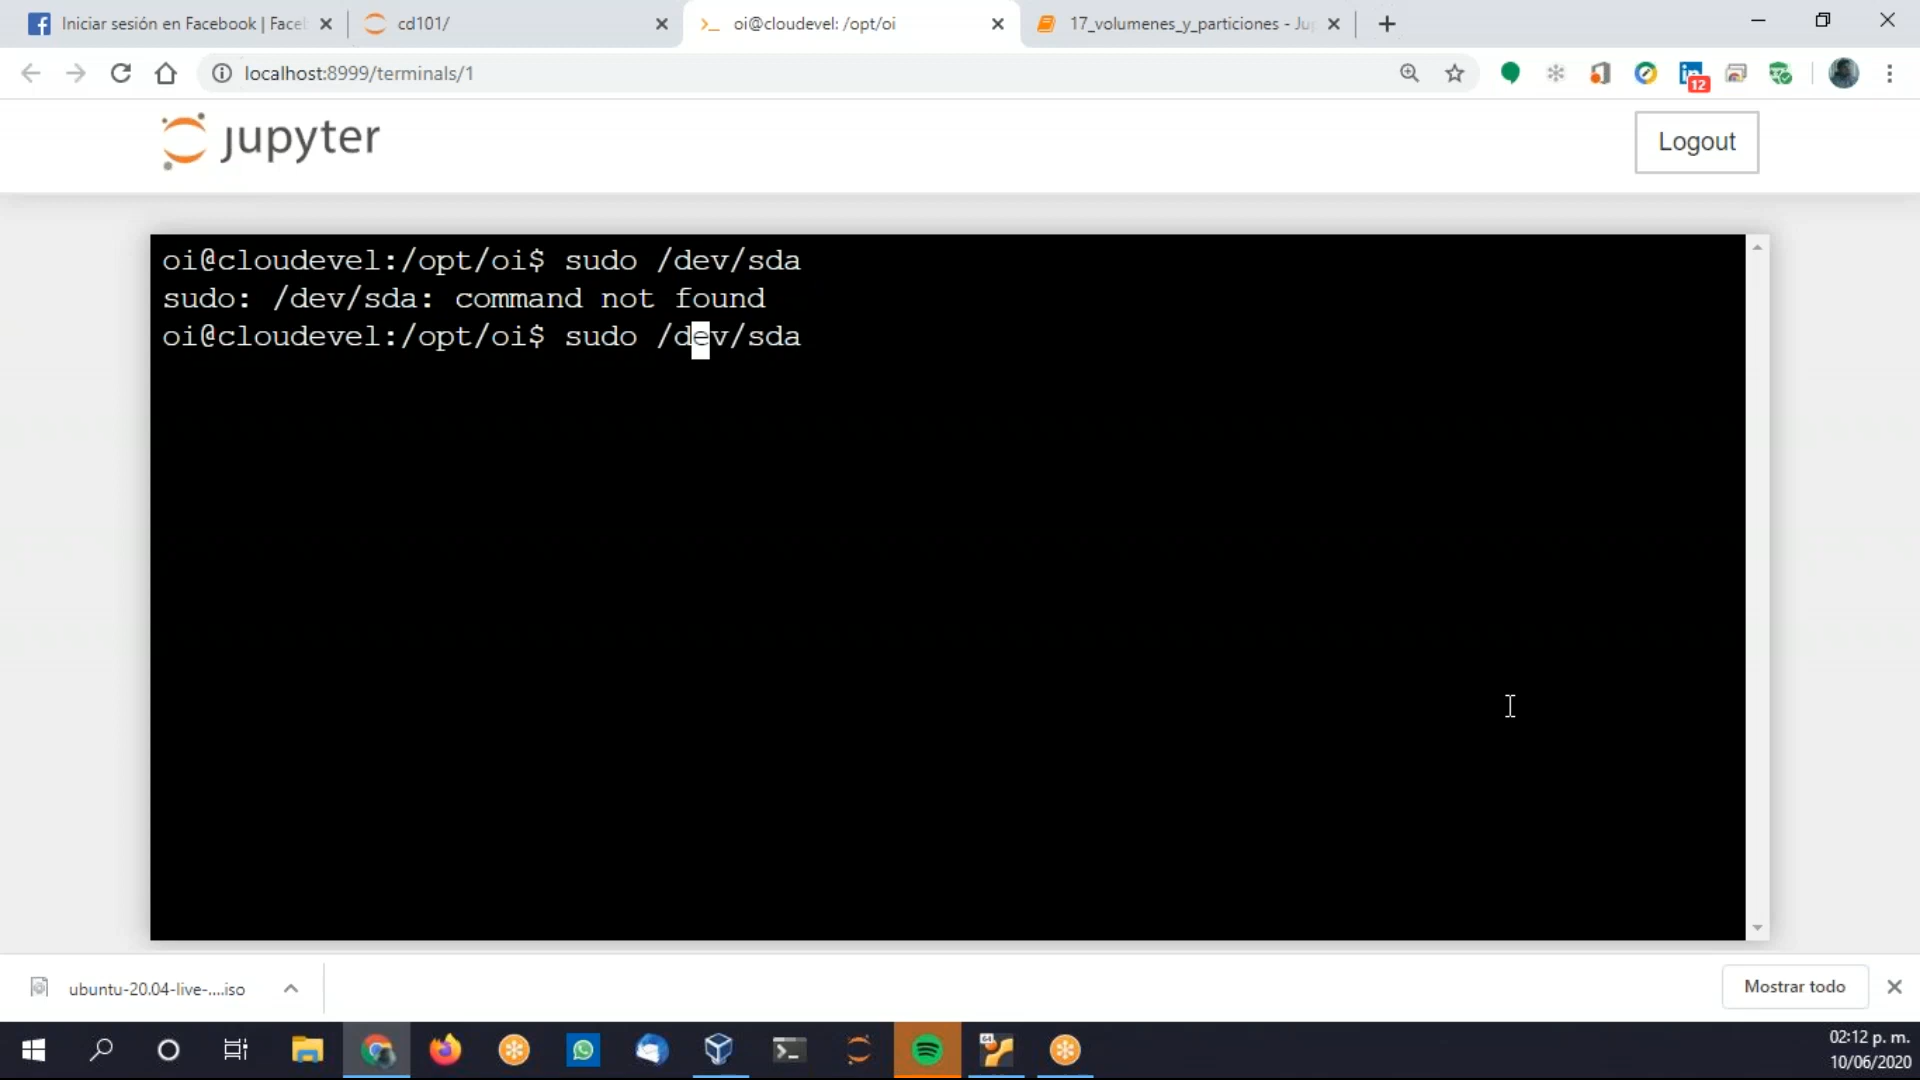 Iniciar sesión en Facebook | Face
cd101/
oi@cloudevel: /opt/oi
17_volumenes_y_particiones - Ju
localhost:8999/terminals/1
12
jupyter
Logout
oi@cloudevel:/opt/oi$ sudo /dev/sda
sudo: /dev/sda: command not found
oi@cloudevel:/opt/oi$ sudo /dev/sda
ubuntu-20.04-live-....iso
Mostrar todo
02:12 p. m.
10/06/2020